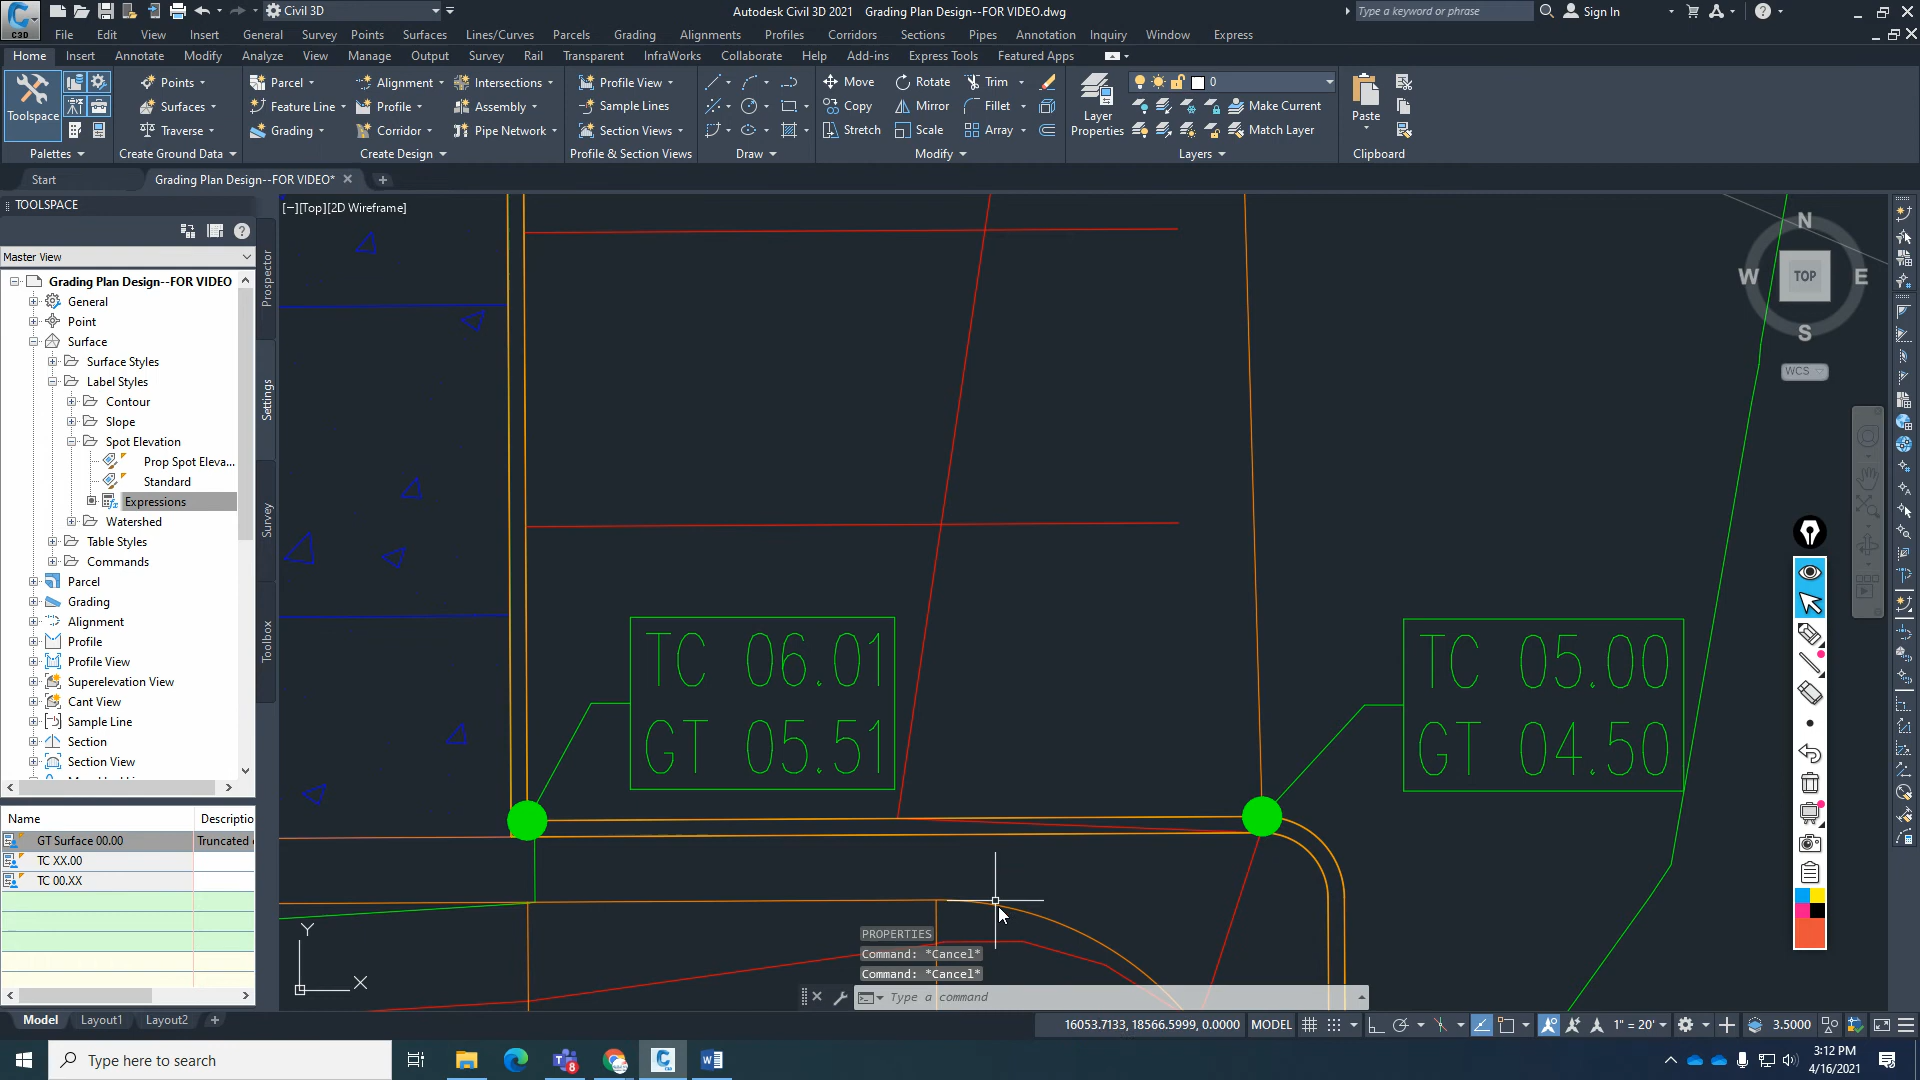 C3D
Civil 3D
Autodesk Civil 3D 2021 Grading Plan Design--FOR VIDEO.dwg
Type a keyword or phrase
Sign In
File Edit View Insert General Survey Points Surfaces Lines/Curves Parcels Grading Alignments Profiles Corridors Sections Pipes Annotation Inquiry Window Express
Home Insert Annotate Modify Analyze View Manage Output Survey Rail Transparent InfraWorks Collaborate Help Add-ins Express Tools Featured Apps
Toolspace
Points
Surfaces
Traverse
Parcel
Feature Line
Grading
Alignment
Profile
Corridor
Intersections
Assembly
Pipe Network
Profile View
Sample Lines
Section Views
Move
Copy
Stretch
Rotate
Mirror
Scale
Trim
Fillet
Array
Layer
Properties
0
Make Current
Match Layer
Paste
Palettes
Create Ground Data
Create Design
Profile & Section Views
Draw
Modify
Layers
Clipboard
Start
Grading Plan Design--FOR VIDEO*
TOOLSPACE
Master View
Grading Plan Design--FOR VIDEO
General
Point
Surface
Surface Styles
Label Styles
Contour
Slope
Spot Elevation
Prop Spot Eleva...
Standard
Expressions
Watershed
Table Styles
Commands
Parcel
Grading
Alignment
Profile
Profile View
Superelevation View
Cant View
Sample Line
Section
Section View
Prospector
Settings
Survey
Toolbox
Name Descriptio
GT Surface 00.00 Truncated
TC XX.00
TC 00.XX
[−][Top][2D Wireframe]
N
W TOP E
S
WCS
TC 06.01
GT 05.51
TC 05.00
GT 04.50
PROPERTIES
Command: *Cancel*
Command: *Cancel*
Type a command
Y
X
Model Layout1 Layout2
16053.7133, 18566.5999, 0.0000 MODEL
1" = 20'
3.5000
Type here to search
8
3:12 PM
4/16/2021